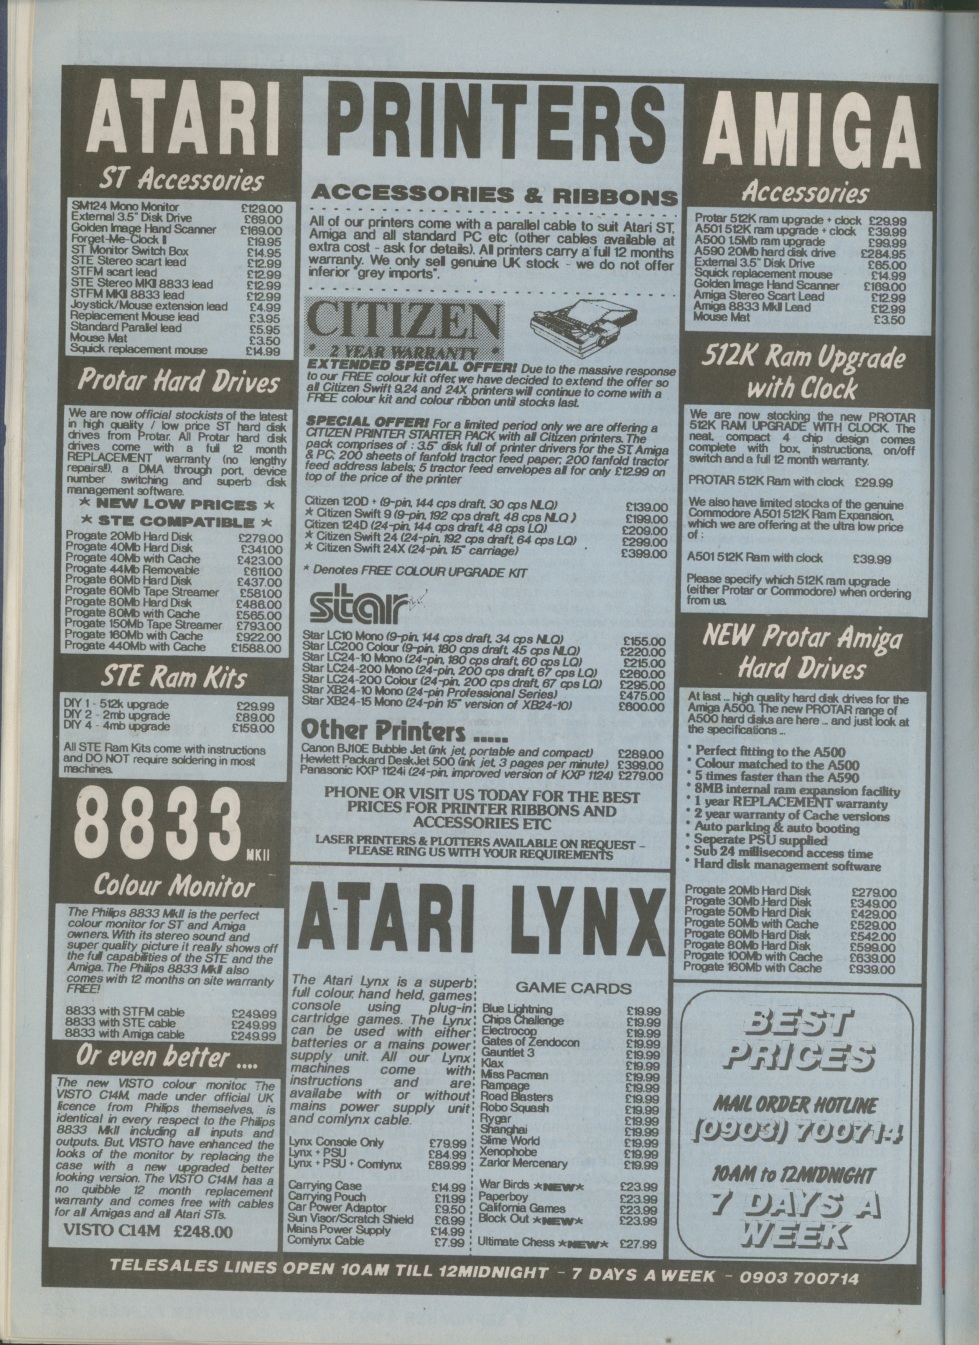 ATARI
ST Accessories
SM124 Mono Monitor £129.00
External 3.5" Disk Drive £69.00
Golden Image Hand Scanner £169.00
Forget-Me-Clock II £19.95
ST Monitor Switch Box £14.95
STE Stereo scart lead £12.99
STFM scart lead £12.99
STE Stereo MKII 8833 lead £12.99
STFM MKII 8833 lead £12.99
Joystick/Mouse extension lead £4.99
Replacement Mouse lead £3.95
Standard Parallel lead £5.95
Mouse Mat £3.50
Squick replacement mouse £14.99
Protar Hard Drives
We are now official stockists of the latest
in high quality / low price ST hard disk
drives from Protar. All Protar hard disk
drives come with a full 12 month
REPLACEMENT warranty (no lengthy
repairs!!), a DMA through port, device
number switching and superb disk
management software.
★ NEW LOW PRICES ★
★ STE COMPATIBLE ★
Progate 20Mb Hard Disk £279.00
Progate 40Mb Hard Disk £341.00
Progate 40Mb with Cache £423.00
Progate 44Mb Removable £611.00
Progate 60Mb Hard Disk £437.00
Progate 60Mb Tape Streamer £581.00
Progate 80Mb Hard Disk £486.00
Progate 80Mb with Cache £565.00
Progate 150Mb Tape Streamer £793.00
Progate 160Mb with Cache £922.00
Progate 440Mb with Cache £1588.00
STE Ram Kits
DIY 1 - 512k upgrade £29.99
DIY 2 - 2mb upgrade £89.00
DIY 4 - 4mb upgrade £159.00
All STE Ram Kits come with instructions
and DO NOT require soldering in most
machines.
8833 MKII
Colour Monitor
The Philips 8833 MkII is the perfect
colour monitor for ST and Amiga
owners. With its stereo sound and
super quality picture it really shows off
the full capabilities of the STE and the
Amiga. The Philips 8833 MkII also
comes with 12 months on site warranty
FREE!
8833 with STFM cable £249.99
8833 with STE cable £249.99
8833 with Amiga cable £249.99
Or even better ....
The new VISTO colour monitor. The
VISTO C14M, made under official UK
licence from Philips themselves, is
identical in every respect to the Philips
8833 MKII including all inputs and
outputs. But, VISTO have enhanced the
looks of the monitor by replacing the
case with a new upgraded better
looking version. The VISTO C14M has a
no quibble 12 month replacement
warranty and comes free with cables
for all Amigas and all Atari STs.
VISTO C14M £248.00
PRINTERS
ACCESSORIES & RIBBONS
All of our printers come with a parallel cable to suit Atari ST,
Amiga and all standard PC etc (other cables available at
extra cost - ask for details). All printers carry a full 12 months
warranty. We only sell genuine UK stock - we do not offer
inferior "grey imports".
CITIZEN
* 2 YEAR WARRANTY *
EXTENDED SPECIAL OFFER! Due to the massive response
to our FREE colour kit offer, we have decided to extend the offer so
all Citizen Swift 9,24 and 24X printers will continue to come with a
FREE colour kit and colour ribbon until stocks last.
SPECIAL OFFER! For a limited period only we are offering a
CITIZEN PRINTER STARTER PACK with all Citizen printers. The
pack comprises of : 3.5" disk full of printer drivers for the ST, Amiga
& PC; 200 sheets of fanfold tractor feed paper; 200 fanfold tractor
feed address labels; 5 tractor feed envelopes all for only £12.99 on
top of the price of the printer
Citizen 120D + (9-pin, 144 cps draft, 30 cps NLQ) £139.00
* Citizen Swift 9 (9-pin, 192 cps draft, 48 cps NLQ ) £199.00
Citizen 124D (24-pin, 144 cps draft, 48 cps LQ) £209.00
* Citizen Swift 24 (24-pin, 192 cps draft, 64 cps LQ) £299.00
* Citizen Swift 24X (24-pin, 15" carriage) £399.00
* Denotes FREE COLOUR UPGRADE KIT
star
Star LC10 Mono (9-pin, 144 cps draft, 34 cps NLQ) £155.00
Star LC200 Colour (9-pin, 180 cps draft, 45 cps NLQ) £220.00
Star LC24-10 Mono (24-pin, 180 cps draft, 60 cps LQ) £215.00
Star LC24-200 Mono (24-pin, 200 cps draft, 67 cps LQ) £260.00
Star LC24-200 Colour (24-pin, 200 cps draft, 67 cps LQ) £295.00
Star XB24-10 Mono (24-pin Professional Series) £475.00
Star XB24-15 Mono (24-pin 15" version of XB24-10) £600.00
Other Printers .....
Canon BJ10E Bubble Jet (ink jet, portable and compact) £289.00
Hewlett Packard DeskJet 500 (ink jet, 3 pages per minute) £399.00
Panasonic KXP 1124i (24-pin, improved version of KXP 1124) £279.00
PHONE OR VISIT US TODAY FOR THE BEST
PRICES FOR PRINTER RIBBONS AND
ACCESSORIES ETC
LASER PRINTERS & PLOTTERS AVAILABLE ON REQUEST -
PLEASE RING US WITH YOUR REQUIREMENTS
ATARI LYNX
The Atari Lynx is a superb
full colour, hand held, games
console using plug-in
cartridge games. The Lynx
can be used with either
batteries or a mains power
supply unit. All our Lynx
machines come with
instructions and are
availabe with or without
mains power supply unit
and comlynx cable.
Lynx Console Only £79.99
Lynx + PSU £84.99
Lynx + PSU + Comlynx £89.99
Carrying Case £14.99
Carrying Pouch £11.99
Car Power Adaptor £9.50
Sun Visor/Scratch Shield £6.99
Mains Power Supply £14.99
Comlynx Cable £7.99
GAME CARDS
Blue Lightning £19.99
Chips Challenge £19.99
Electrocop £19.99
Gates of Zendocon £19.99
Gauntlet 3 £19.99
Klax £19.99
Miss Pacman £19.99
Rampage £19.99
Road Blasters £19.99
Robo Squash £19.99
Rygar £19.99
Shanghai £19.99
Slime World £19.99
Xenophobe £19.99
Zarlor Mercenary £19.99
War Birds ★NEW★ £23.99
Paperboy £23.99
California Games £23.99
Block Out ★NEW★ £23.99
Ultimate Chess ★NEW★ £27.99
AMIGA
Accessories
Protar 512K ram upgrade + clock £29.99
A501 512K ram upgrade + clock £39.99
A500 1.5Mb ram upgrade £99.99
A590 20Mb hard disk drive £284.95
External 3.5" Disk Drive £65.00
Squick replacement mouse £14.99
Golden Image Hand Scanner £169.00
Amiga Stereo Scart Lead £12.99
Amiga 8833 MkII Lead £12.99
Mouse Mat £3.50
512K Ram Upgrade
with Clock
We are now stocking the new PROTAR
512K RAM UPGRADE WITH CLOCK. The
neat, compact 4 chip design comes
complete with box, instructions, on/off
switch and a full 12 month warranty.
PROTAR 512K Ram with clock £29.99
We also have limited stocks of the genuine
Commodore A501 512K Ram Expansion,
which we are offering at the ultra low price
of :
A501 512K Ram with clock £39.99
Please specify which 512K ram upgrade
(either Protar or Commodore) when ordering
from us.
NEW Protar Amiga
Hard Drives
At last ... high quality hard disk drives for the
Amiga A500. The new PROTAR range of
A500 hard disks are here ... and just look at
the specifications ...
* Perfect fitting to the A500
* Colour matched to the A500
* 5 times faster than the A590
* 8MB internal ram expansion facility
* 1 year REPLACEMENT warranty
* 2 year warranty of Cache versions
* Auto parking & auto booting
* Seperate PSU supplied
* Sub 24 millisecond access time
* Hard disk management software
Progate 20Mb Hard Disk £279.00
Progate 30Mb Hard Disk £349.00
Progate 50Mb Hard Disk £429.00
Progate 50Mb with Cache £529.00
Progate 60Mb Hard Disk £542.00
Progate 80Mb Hard Disk £599.00
Progate 100Mb with Cache £639.00
Progate 160Mb with Cache £939.00
BEST
PRICES
MAIL ORDER HOTLINE
(0903) 700714
10AM to 12MIDNIGHT
7 DAYS A
WEEK
TELESALES LINES OPEN 10AM TILL 12MIDNIGHT - 7 DAYS A WEEK - 0903 700714